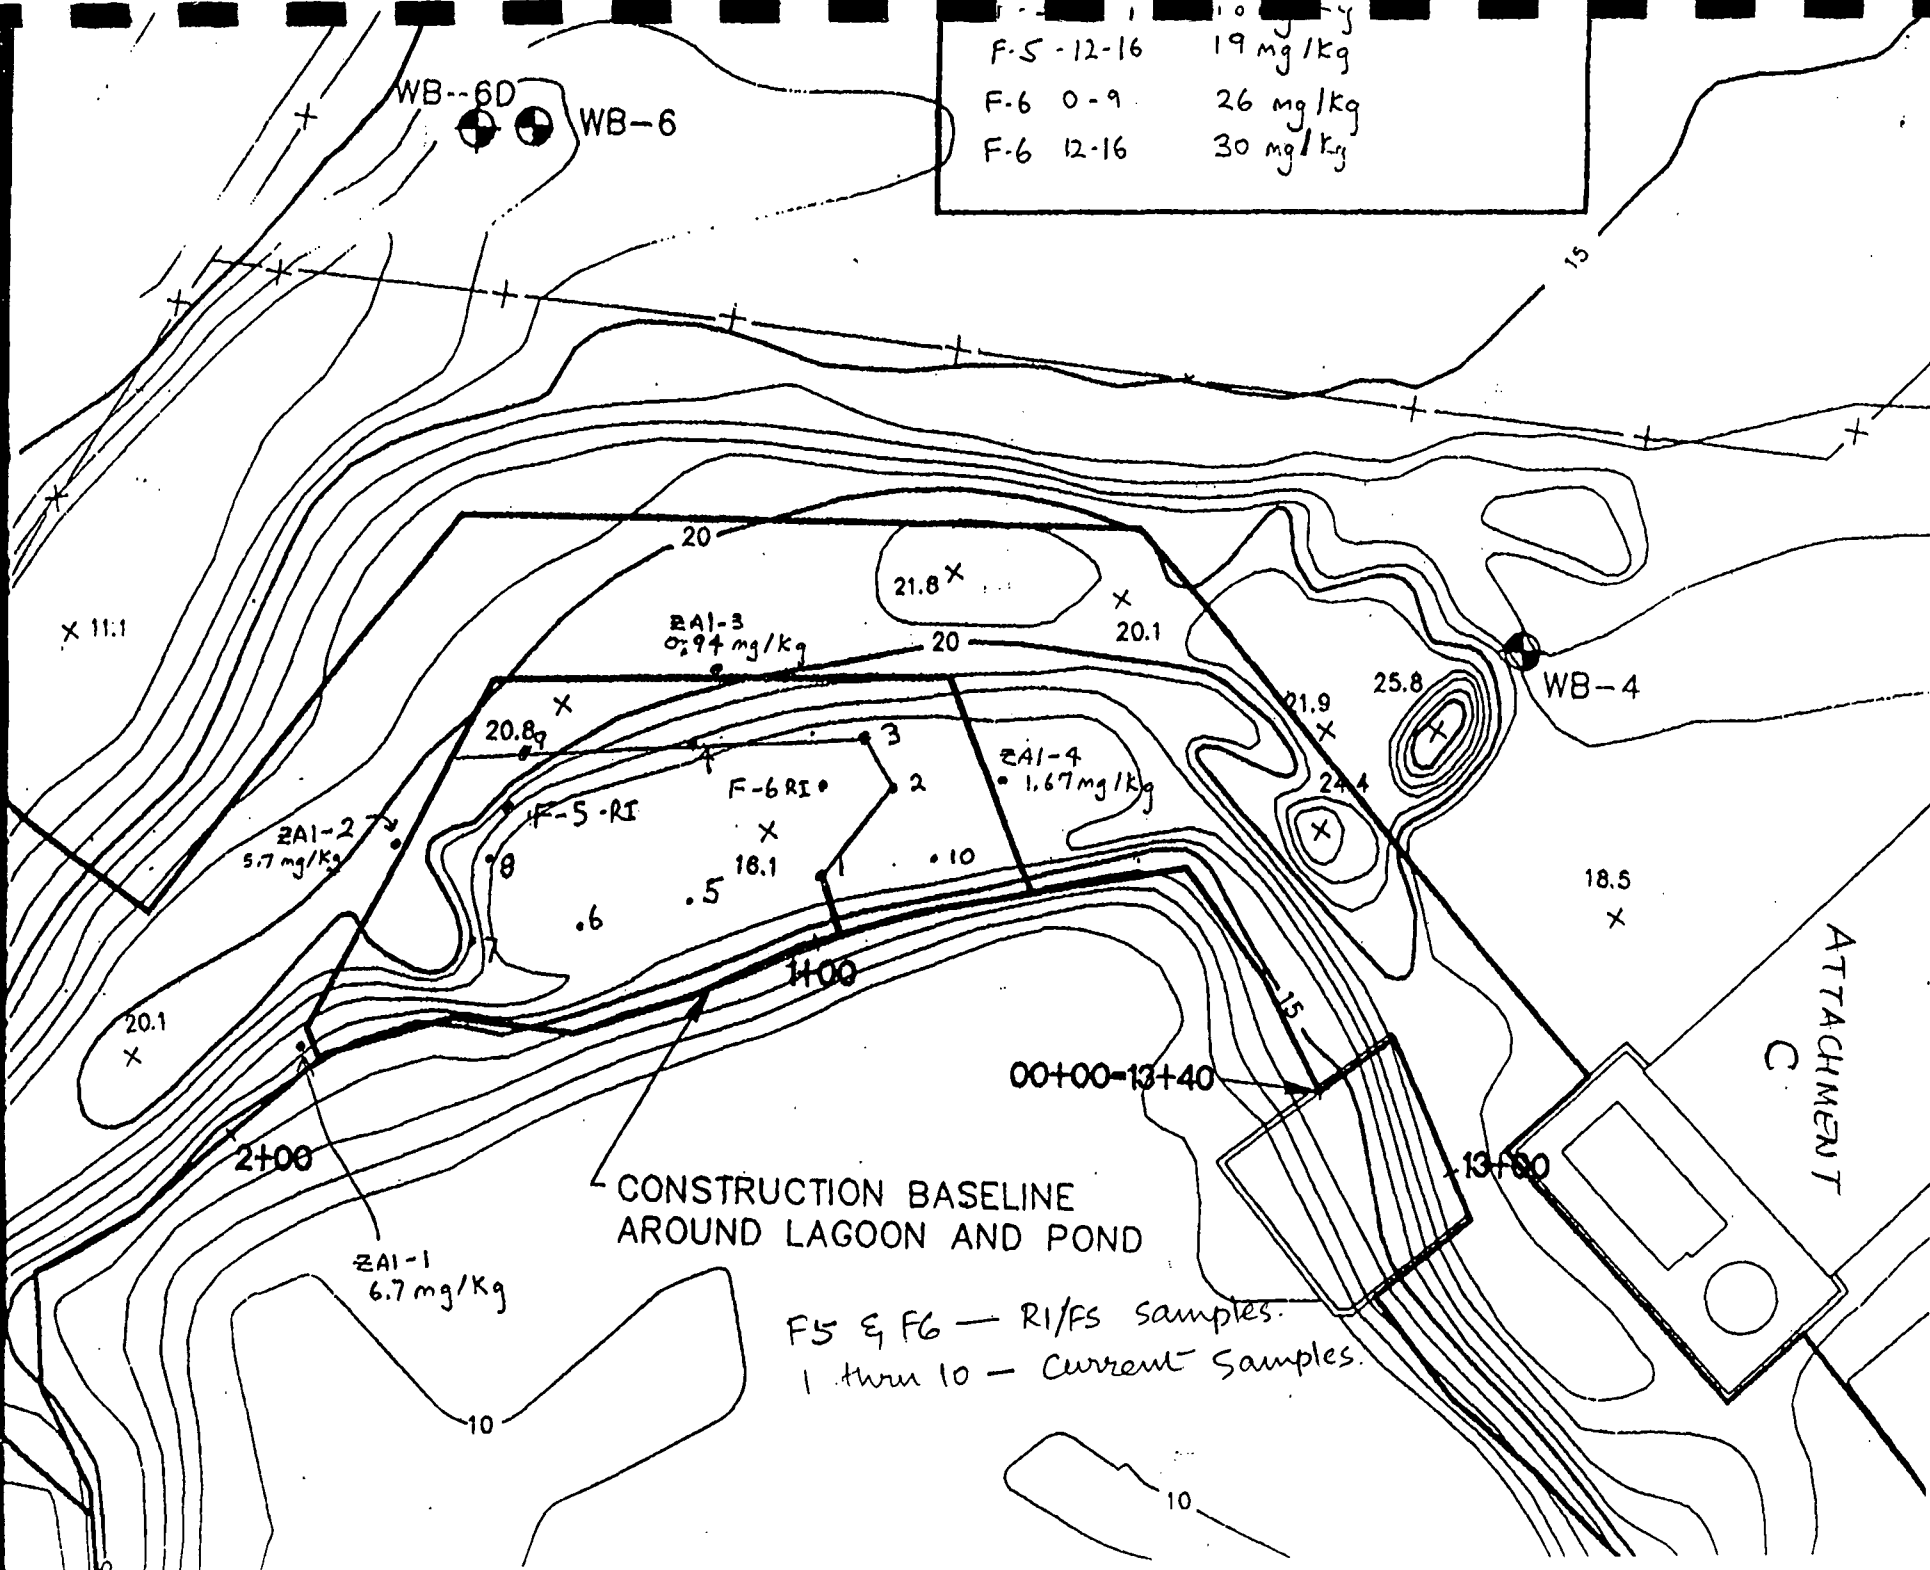 F-5-12-16 19 mg/kg
F-6 0-9 26 mg/kg
F-6 12-16 30 mg/kg
WB--6D
WB-6
15
20
21.8
20.1
11.1
ZA1-3
0.94 mg/kg
20
20.8
9
4
3
2
F-6 RI
F-5-RI
ZA1-4
1.67 mg/kg
21.9
25.8
WB-4
24.4
ZA1-2
5.7 mg/kg
8
16.1
1
10
5
6
7
18.5
1+00
20.1
15
00+00=13+40
2+00
13+00
ATTACHMENT
C
CONSTRUCTION BASELINE
AROUND LAGOON AND POND
ZA1-1
6.7 mg/kg
F5 & F6 — RI/FS samples.
1 thru 10 — Current samples.
10
10